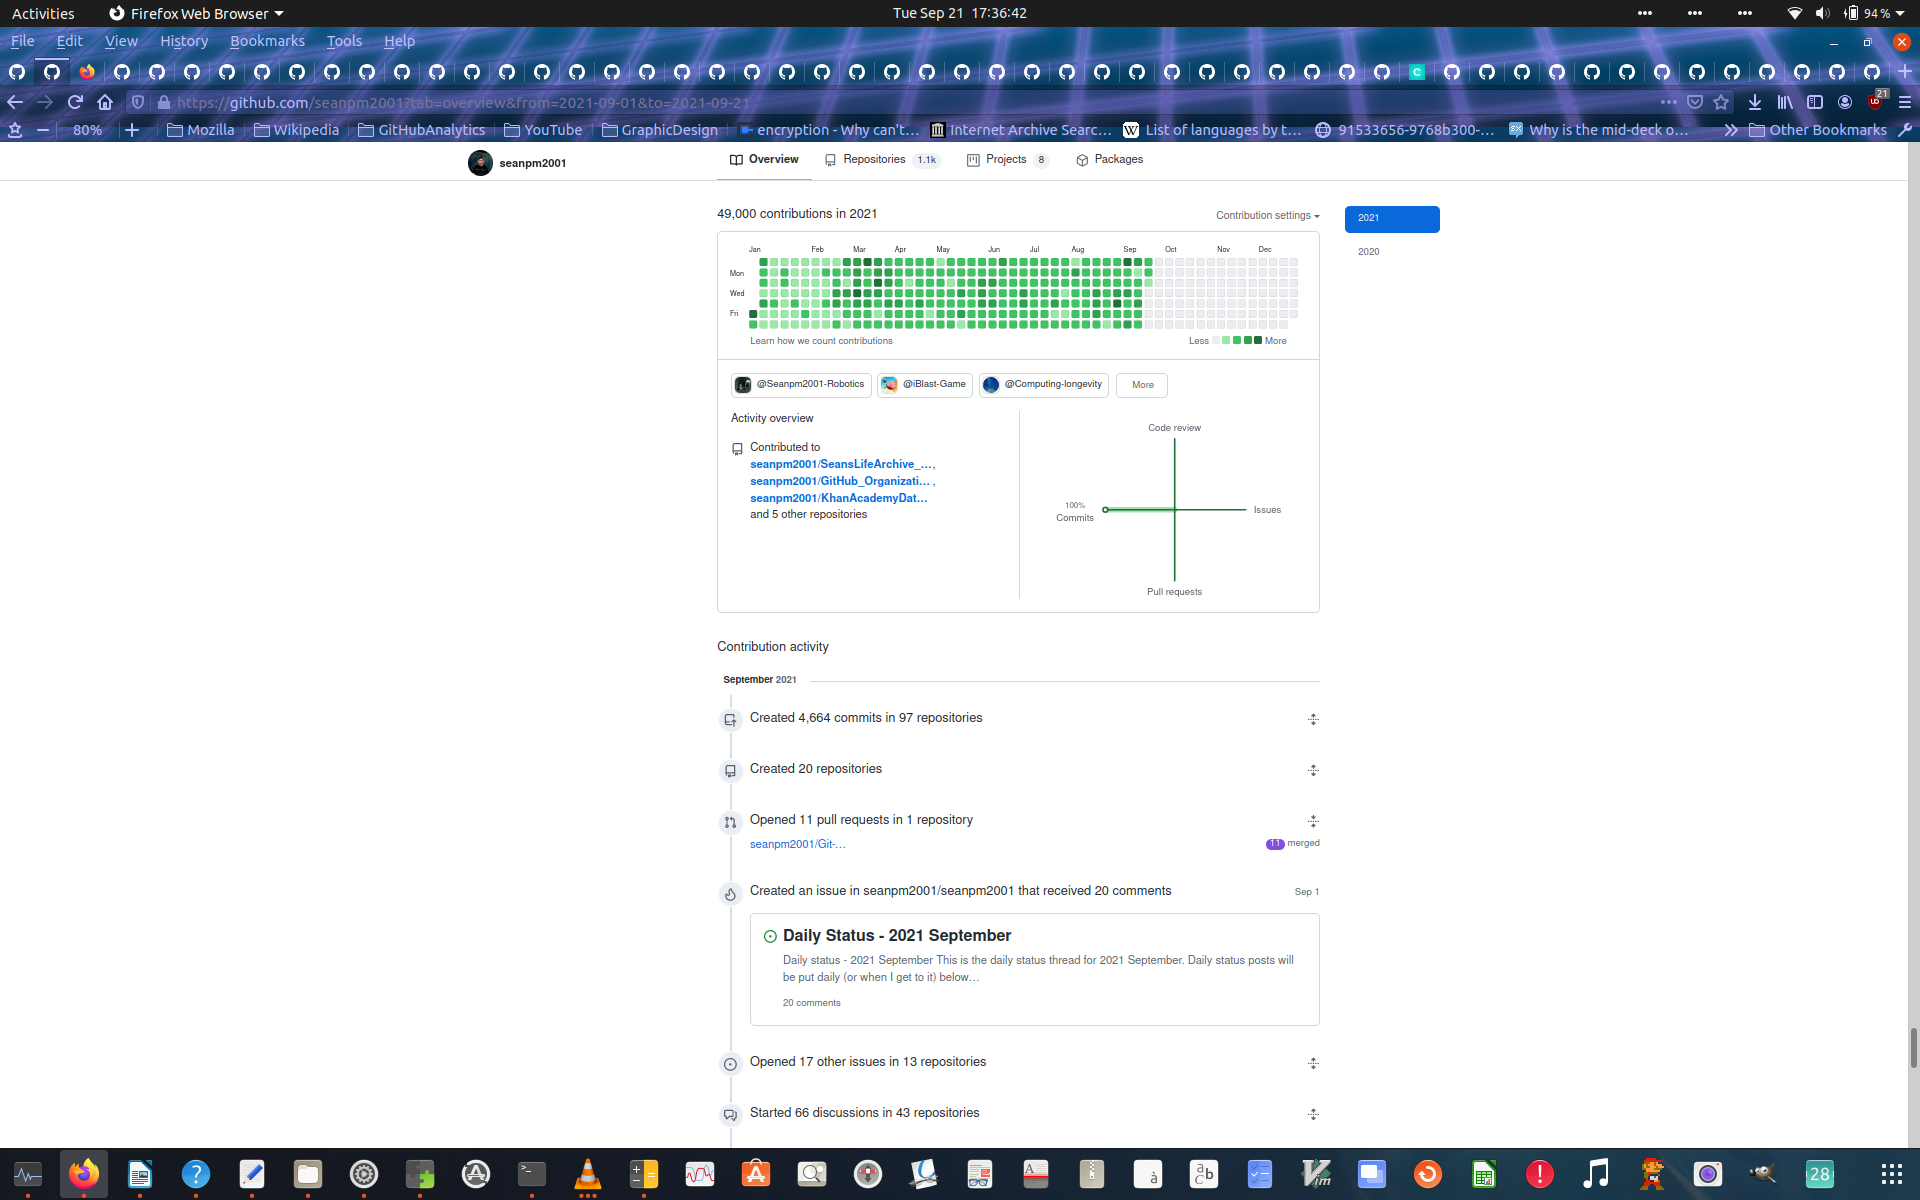 Activities
Firefox Web Browser
Tue Sep 21 17:36:42
94 %
File Edit View History Bookmarks Tools Help
https://github.com/seanpm2001?tab=overview&from=2021-09-01&to=2021-09-21
21
80%
Mozilla
Wikipedia
GitHubAnalytics
YouTube
GraphicDesign
encryption - Why can't…
Internet Archive Searc…
List of languages by t…
91533656-9768b300-…
Why is the mid-deck o…
Other Bookmarks
seanpm2001
Overview
Repositories 1.1k
Projects 8
Packages
49,000 contributions in 2021
Contribution settings
2021
2020
Jan Feb Mar Apr May Jun Jul Aug Sep Oct Nov Dec
Mon
Wed
Fri
Learn how we count contributions
Less More
@Seanpm2001-Robotics
@iBlast-Game
@Computing-longevity
More
Activity overview
Contributed to
seanpm2001/SeansLifeArchive_…,
seanpm2001/GitHub_Organizati… ,
seanpm2001/KhanAcademyDat…
and 5 other repositories
Code review
100%
Commits
Issues
Pull requests
Contribution activity
September 2021
Created 4,664 commits in 97 repositories
Created 20 repositories
Opened 11 pull requests in 1 repository
seanpm2001/Git-…
11 merged
Created an issue in seanpm2001/seanpm2001 that received 20 comments
Sep 1
Daily Status - 2021 September
Daily status - 2021 September This is the daily status thread for 2021 September. Daily status posts will
be put daily (or when I get to it) below…
20 comments
Opened 17 other issues in 13 repositories
Started 66 discussions in 43 repositories
28